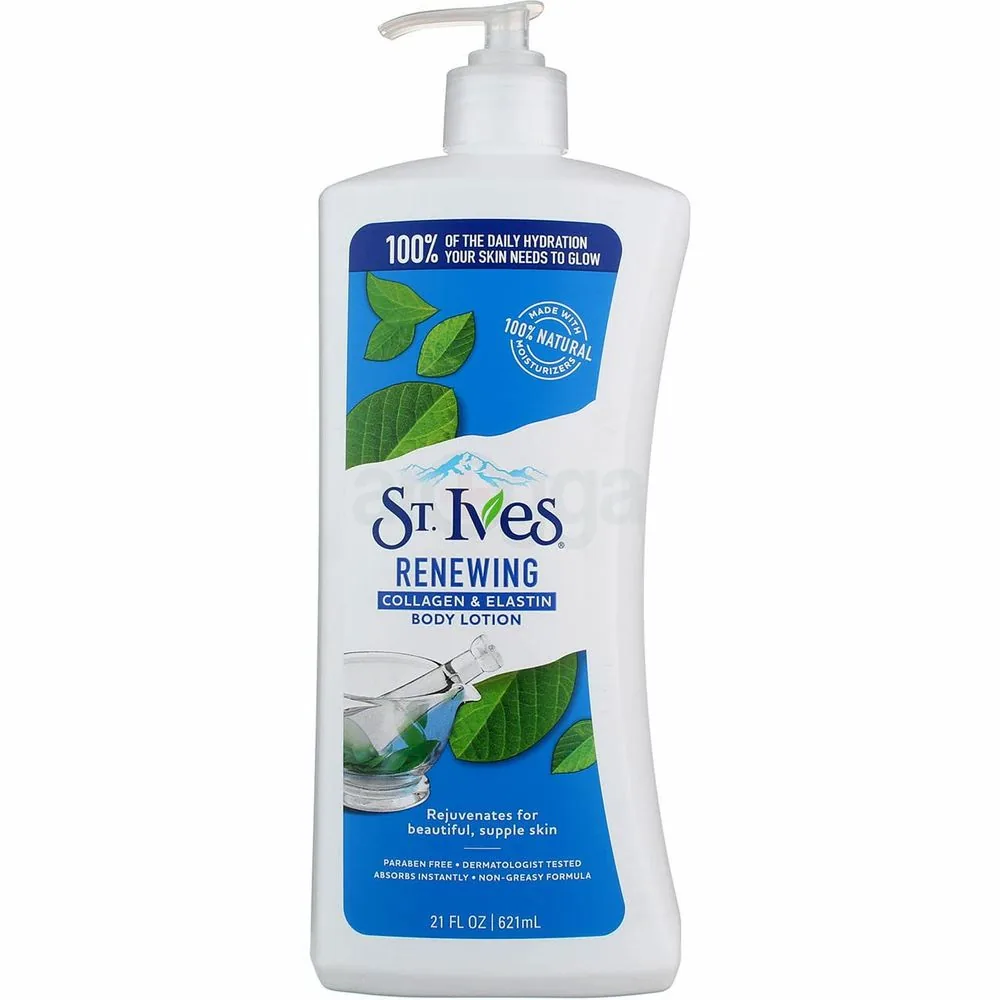 100% OF THE DAILY HYDRATION
YOUR SKIN NEEDS TO GLOW
MADE WITH
100% NATURAL
MOISTURIZERS
ST. IVES®
RENEWING
COLLAGEN & ELASTIN
BODY LOTION
Rejuvenates for
beautiful, supple skin
PARABEN FREE • DERMATOLOGIST TESTED
ABSORBS INSTANTLY • NON-GREASY FORMULA
21 FL OZ | 621mL